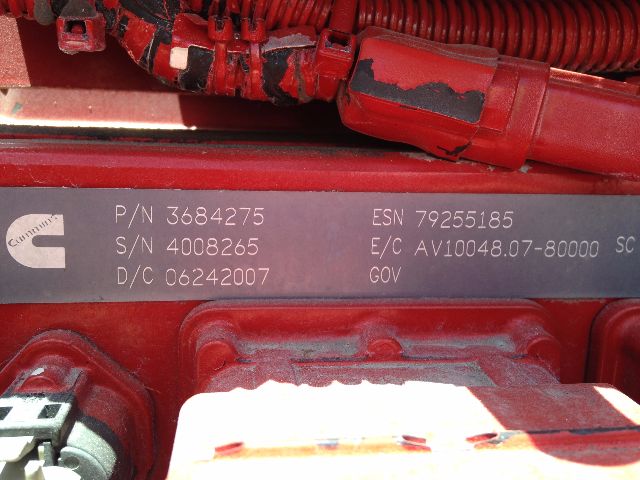 Cummins
P/N 3684275
S/N 4008265
D/C 06242007
ESN 79255185
E/C AV10048.07-80000
GOV
SC